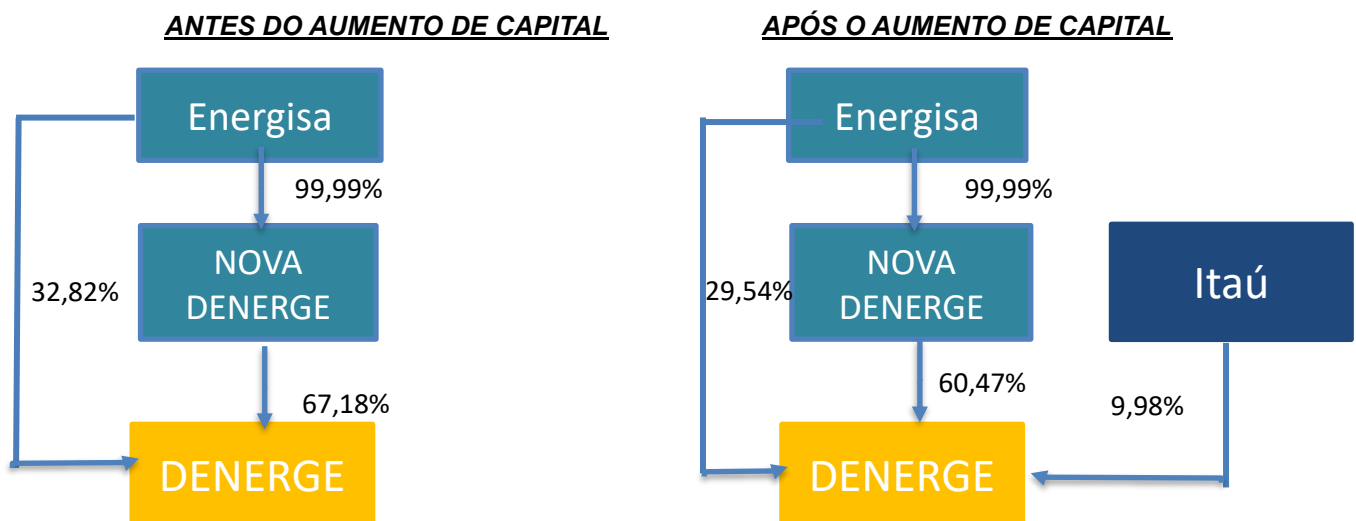 ANTES DO AUMENTO DE CAPITAL
Energisa
99,99%
NOVA
DENERGE
32,82%
67,18%
DENERGE
APÓS O AUMENTO DE CAPITAL
Energisa
99,99%
NOVA
DENERGE
29,54%
Itaú
60,47%
9,98%
DENERGE